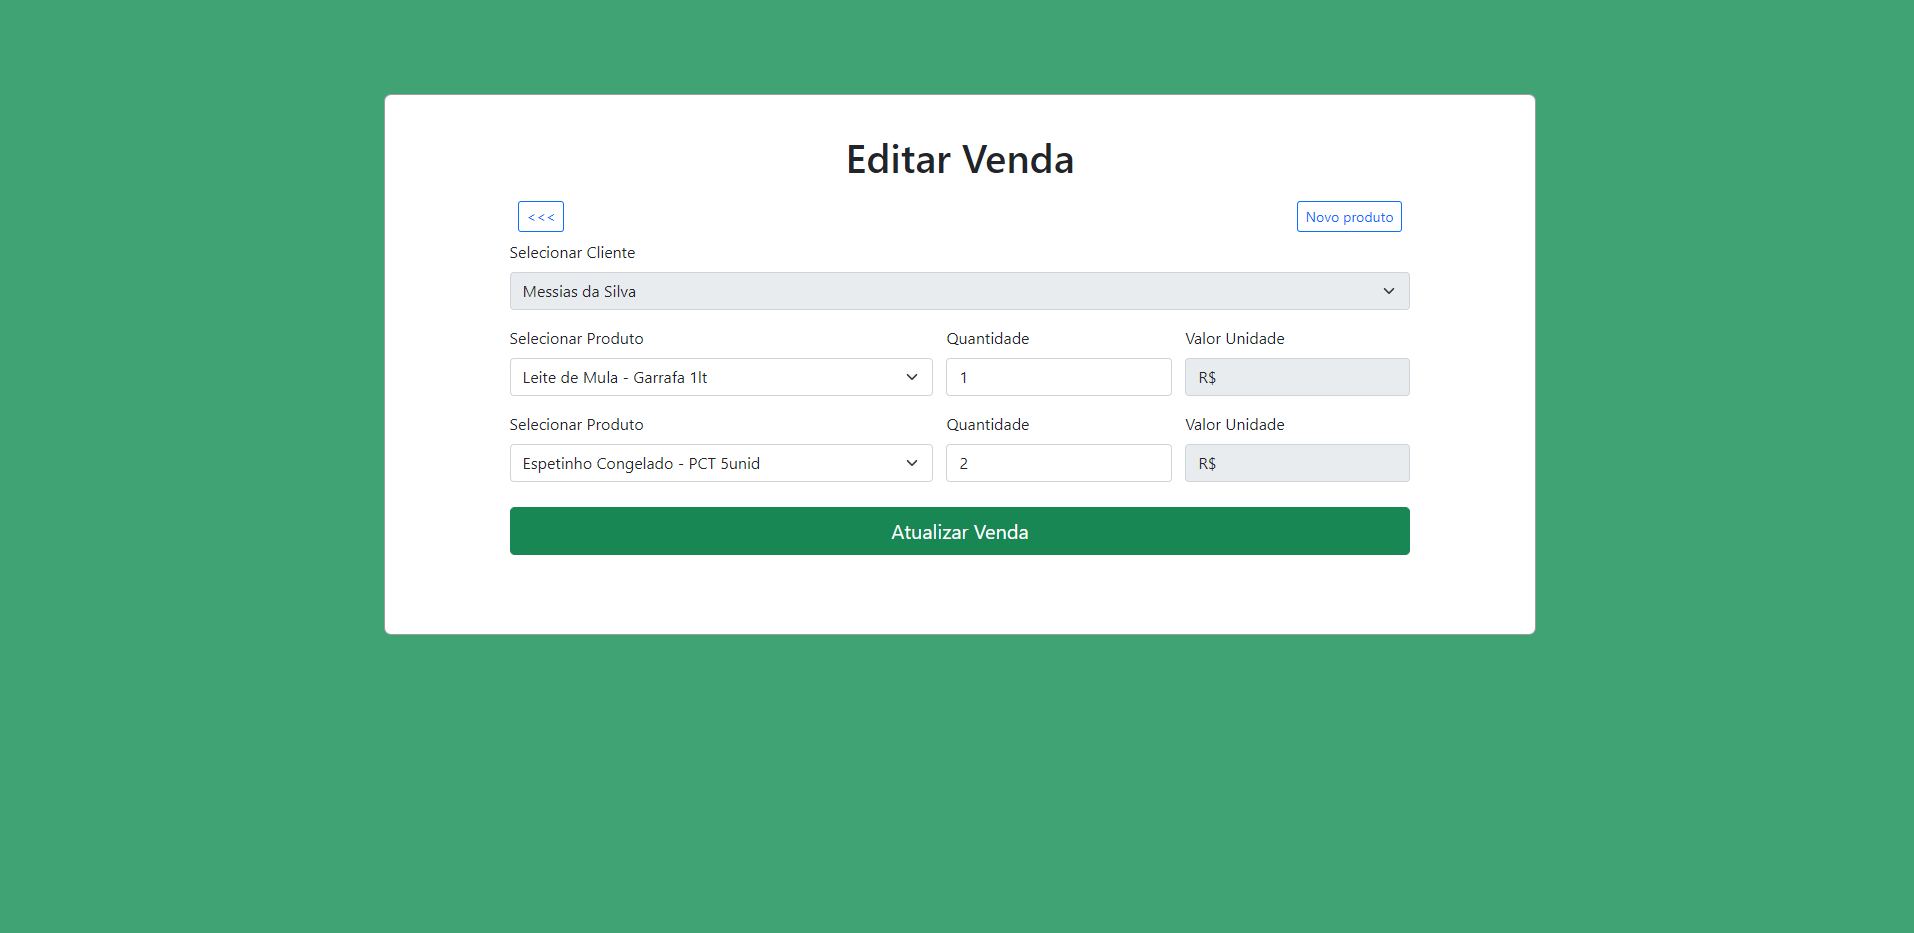 Editar Venda
<<< Novo produto
Selecionar Cliente
Messias da Silva
Selecionar Produto Quantidade Valor Unidade
Leite de Mula - Garrafa 1lt 1 R$
Selecionar Produto Quantidade Valor Unidade
Espetinho Congelado - PCT 5unid 2 R$
Atualizar Venda